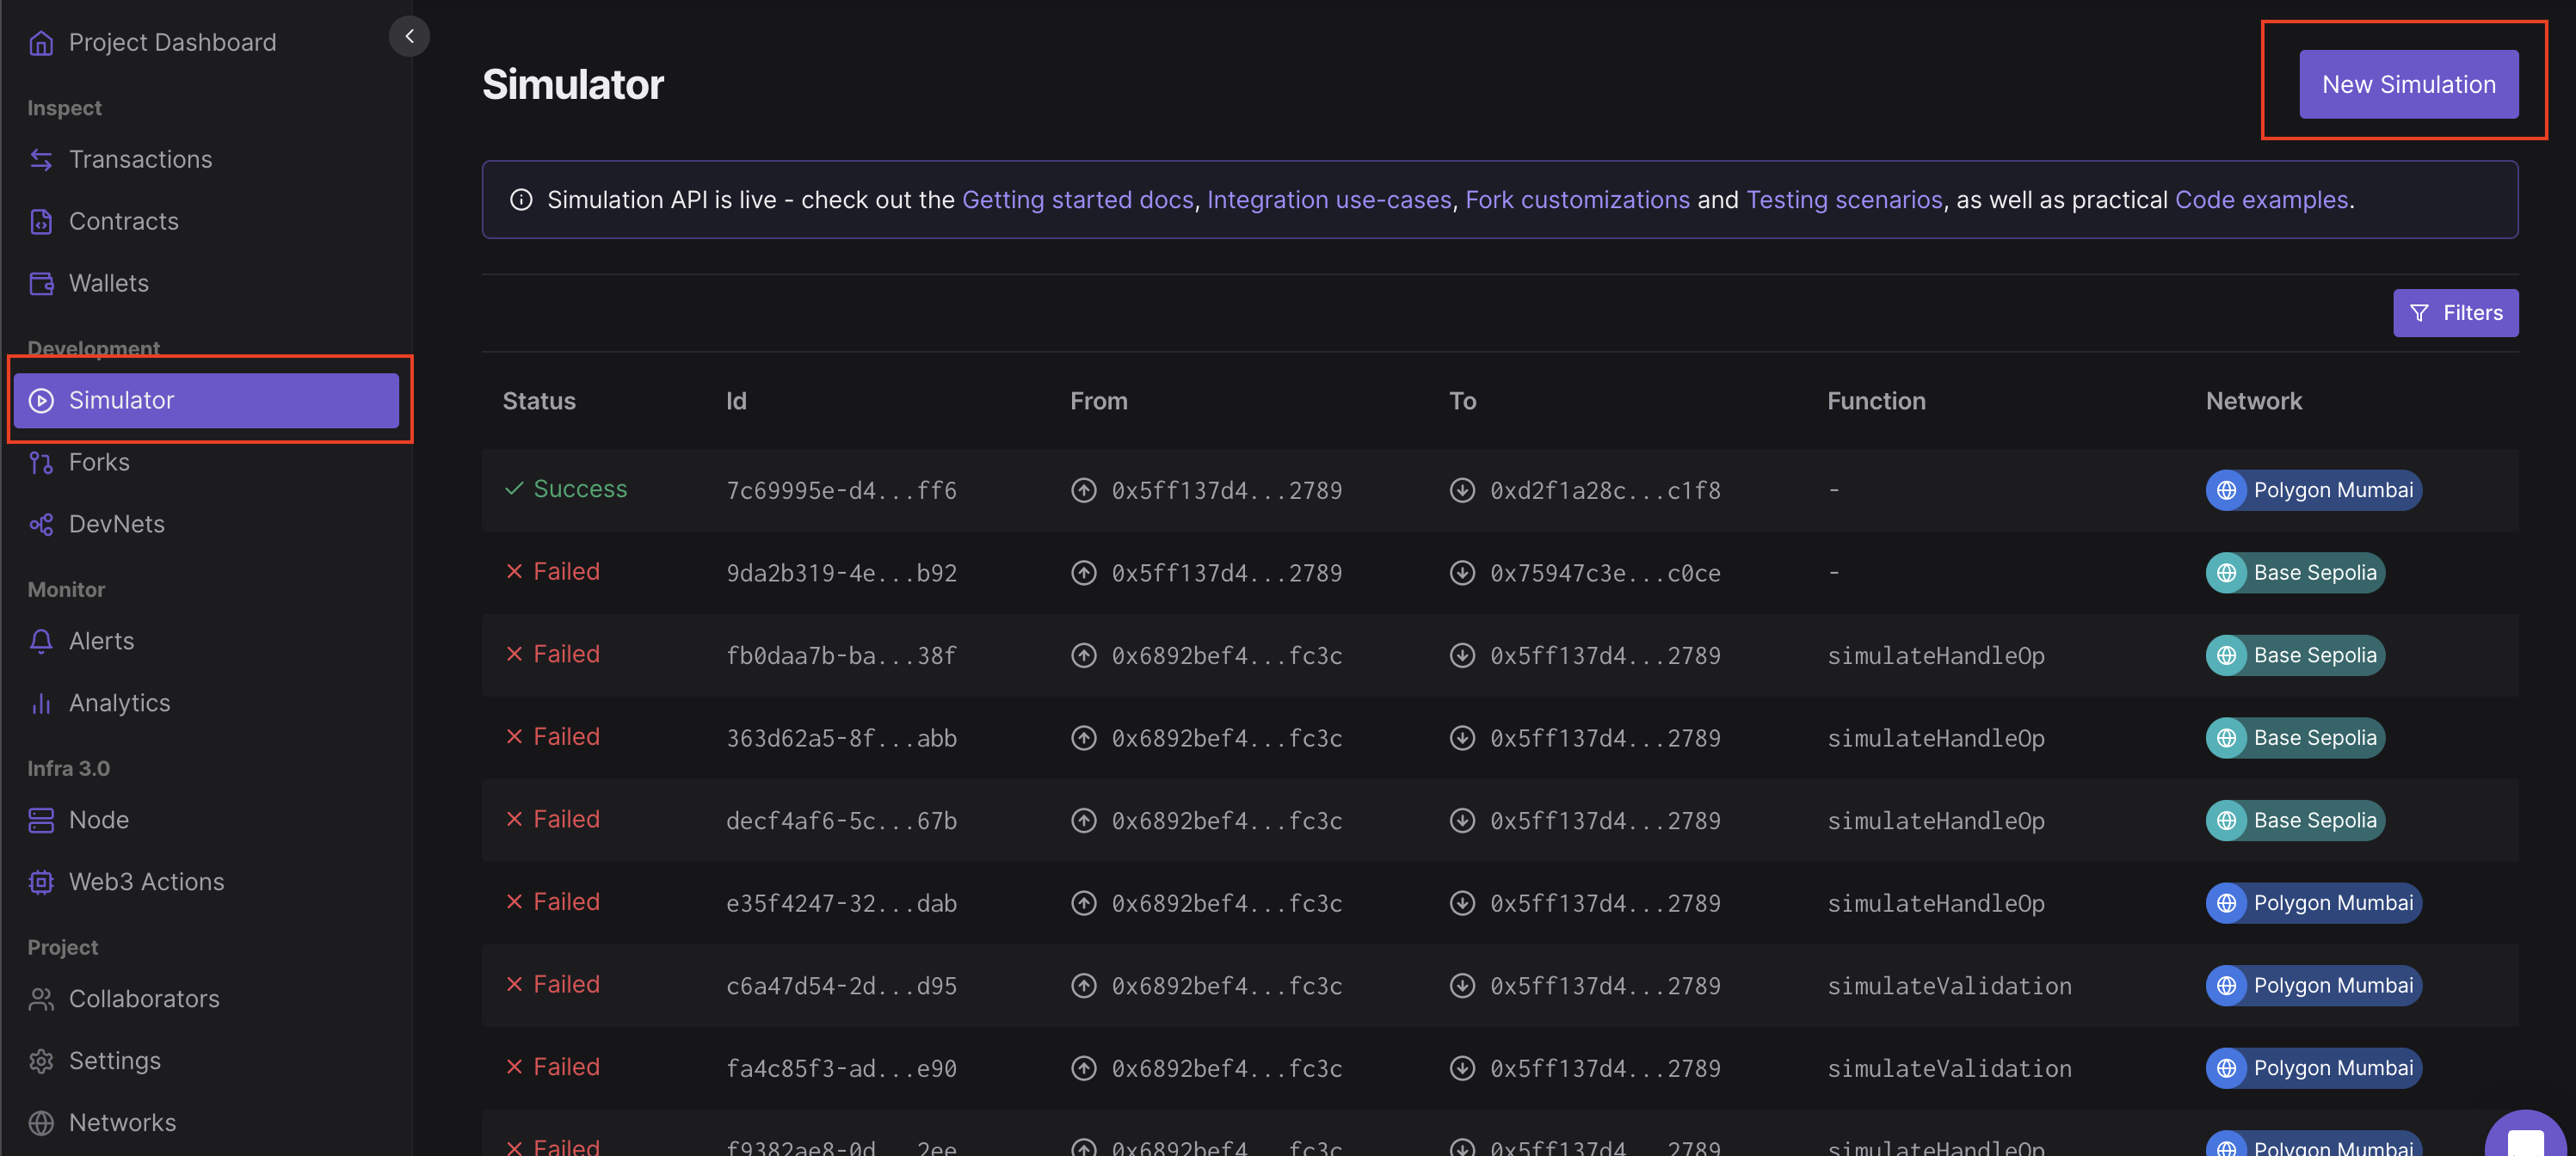 Project Dashboard
Inspect
Transactions
Contracts
Wallets
Development
Simulator
Forks
DevNets
Monitor
Alerts
Analytics
Infra 3.0
Node
Web3 Actions
Project
Collaborators
Settings
Networks
Simulator
New Simulation
Simulation API is live - check out the Getting started docs, Integration use-cases, Fork customizations and Testing scenarios, as well as practical Code examples.
Filters
Status Id From To Function Network
Success 7c69995e-d4...ff6 0x5ff137d4...2789 0xd2f1a28c...c1f8 - Polygon Mumbai
Failed 9da2b319-4e...b92 0x5ff137d4...2789 0x75947c3e...c0ce - Base Sepolia
Failed fb0daa7b-ba...38f 0x6892bef4...fc3c 0x5ff137d4...2789 simulateHandleOp Base Sepolia
Failed 363d62a5-8f...abb 0x6892bef4...fc3c 0x5ff137d4...2789 simulateHandleOp Base Sepolia
Failed decf4af6-5c...67b 0x6892bef4...fc3c 0x5ff137d4...2789 simulateHandleOp Base Sepolia
Failed e35f4247-32...dab 0x6892bef4...fc3c 0x5ff137d4...2789 simulateHandleOp Polygon Mumbai
Failed c6a47d54-2d...d95 0x6892bef4...fc3c 0x5ff137d4...2789 simulateValidation Polygon Mumbai
Failed fa4c85f3-ad...e90 0x6892bef4...fc3c 0x5ff137d4...2789 simulateValidation Polygon Mumbai
Failed f9382ae8-0d...2ee 0x6892bef4...fc3c 0x5ff137d4...2789 simulateHandleOp Polygon Mumbai